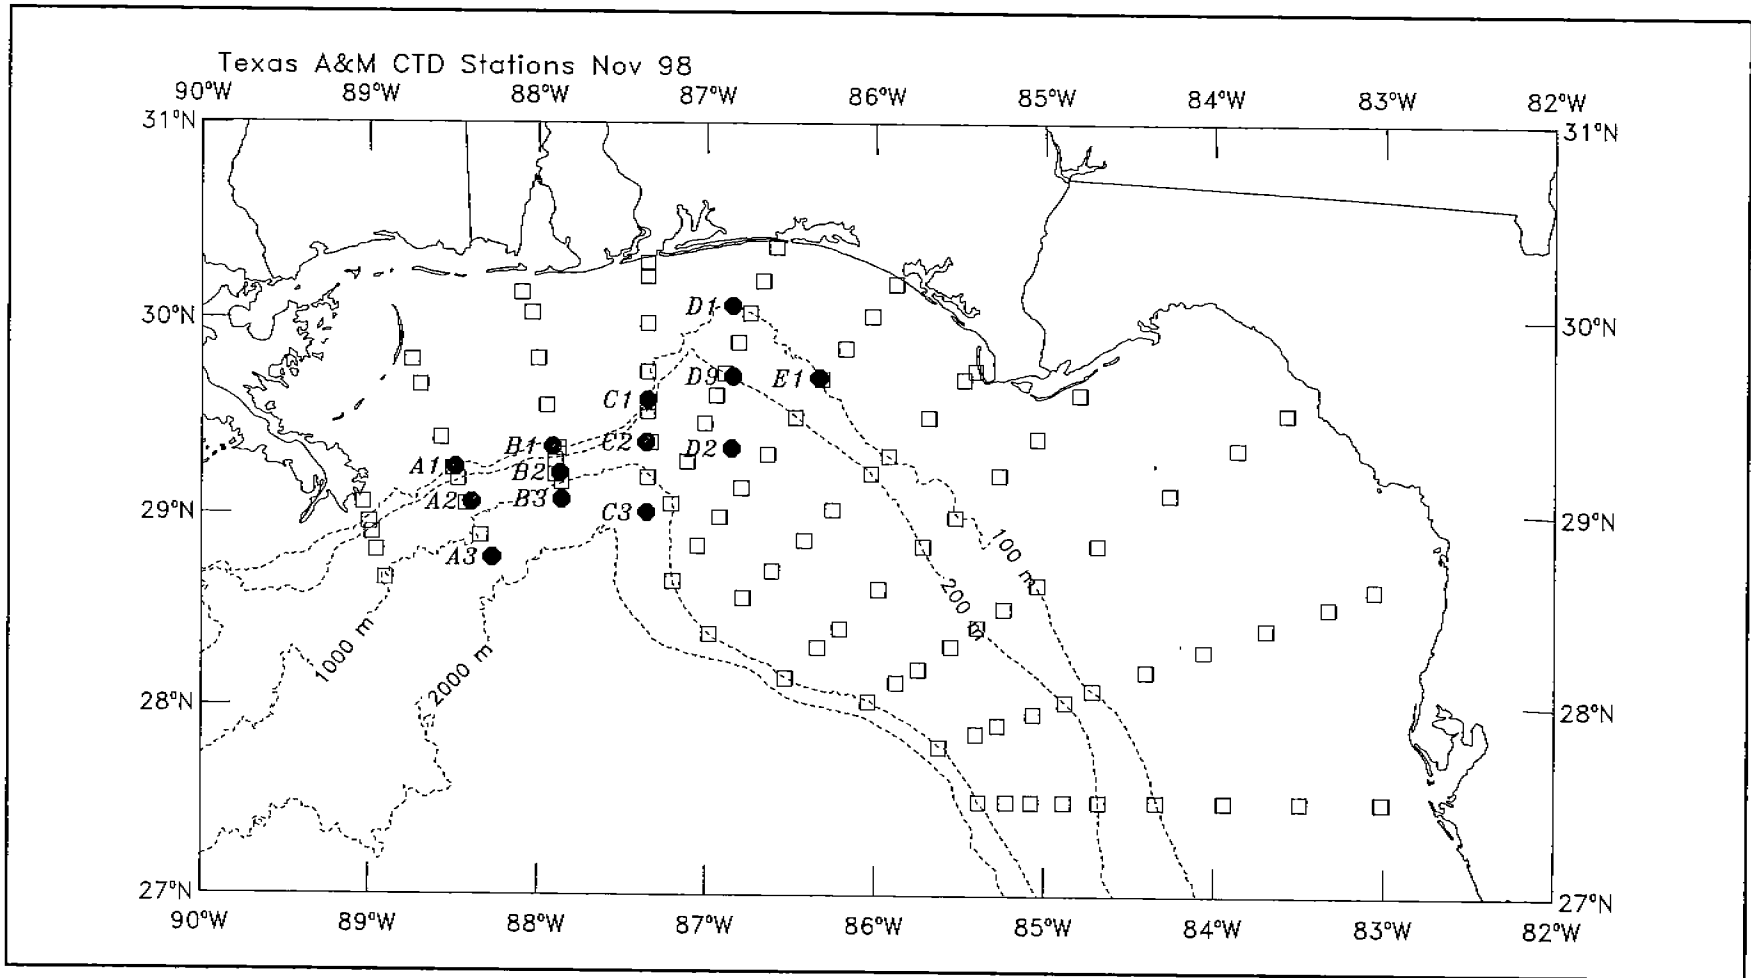 Texas A&M CTD Stations Nov 98
90°W 89°W 88°W 87°W 86°W 85°W 84°W 83°W 82°W
31°N 31°N
D1
30°N 30°N
D9 E1
C1
B1 C2 D2
A1 B2
A2 B3
29°N C3 29°N
A3
100 m
200 m
1000 m
2000 m
28°N 28°N
27°N 27°N
90°W 89°W 88°W 87°W 86°W 85°W 84°W 83°W 82°W